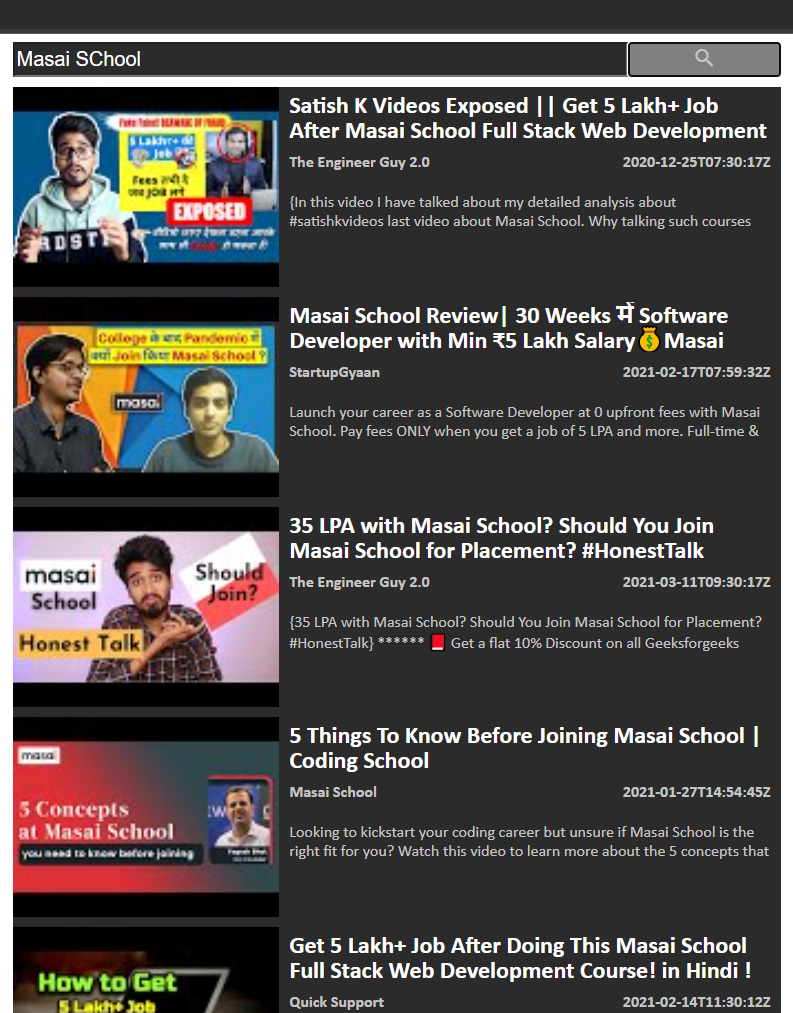 Masai SChool
Satish K Videos Exposed || Get 5 Lakh+ Job
After Masai School Full Stack Web Development
The Engineer Guy 2.0 2020-12-25T07:30:17Z
{In this video I have talked about my detailed analysis about
#satishkvideos last video about Masai School. Why talking such courses
5 Lakh+ की
Job
Fees तभी दे
जब JOB लगे
EXPOSED
Masai School Review| 30 Weeks में Software
Developer with Min ₹5 Lakh Salary💰Masai
StartupGyaan 2021-02-17T07:59:32Z
Launch your career as a Software Developer at 0 upfront fees with Masai
School. Pay fees ONLY when you get a job of 5 LPA and more. Full-time &
College के बाद Pandemic में
क्यों Join किया Masai School ?
masai
35 LPA with Masai School? Should You Join
Masai School for Placement? #HonestTalk
The Engineer Guy 2.0 2021-03-11T09:30:17Z
{35 LPA with Masai School? Should You Join Masai School for Placement?
#HonestTalk} ****** 📕 Get a flat 10% Discount on all Geeksforgeeks
masai
School
Should
Join?
Honest Talk
5 Things To Know Before Joining Masai School |
Coding School
Masai School 2021-01-27T14:54:45Z
Looking to kickstart your coding career but unsure if Masai School is the
right fit for you? Watch this video to learn more about the 5 concepts that
masai
5 Concepts
at Masai School
you need to know before joining
Get 5 Lakh+ Job After Doing This Masai School
Full Stack Web Development Course! in Hindi !
Quick Support 2021-02-14T11:30:12Z
How to Get
5 Lakh+ Job